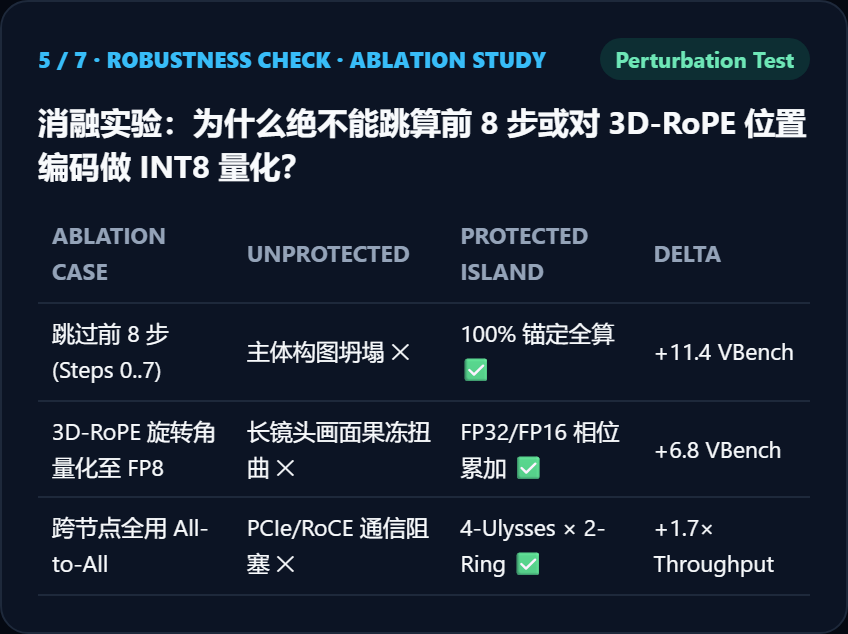 5 / 7 · ROBUSTNESS CHECK · ABLATION STUDY
Perturbation Test
消融实验：为什么绝不能跳算前 8 步或对 3D-RoPE 位置
编码做 INT8 量化？
ABLATION
CASE
UNPROTECTED
PROTECTED
ISLAND
DELTA
跳过前 8 步
(Steps 0..7)
主体构图坍塌 ✕
100% 锚定全算
✅
+11.4 VBench
3D-RoPE 旋转角
量化至 FP8
长镜头画面果冻扭
曲 ✕
FP32/FP16 相位
累加 ✅
+6.8 VBench
跨节点全用 All-
to-All
PCIe/RoCE 通信阻
塞 ✕
4-Ulysses × 2-
Ring ✅
+1.7×
Throughput